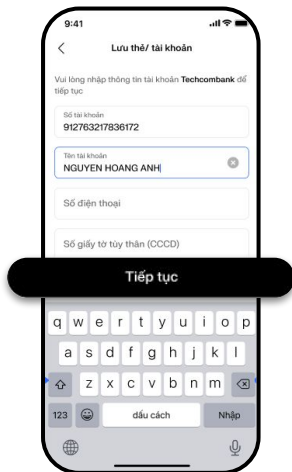 9:41
Lưu thẻ/ tài khoản
Vui lòng nhập thông tin tài khoản Techcombank để
tiếp tục
Số tài khoản
912763217836172
Tên tài khoản
NGUYEN HOANG ANH
Số điện thoại
Số giấy tờ tùy thân (CCCD)
Tiếp tục
q w e r t y u i o p
a s d f g h j k l
z x c v b n m
123 dấu cách Nhập